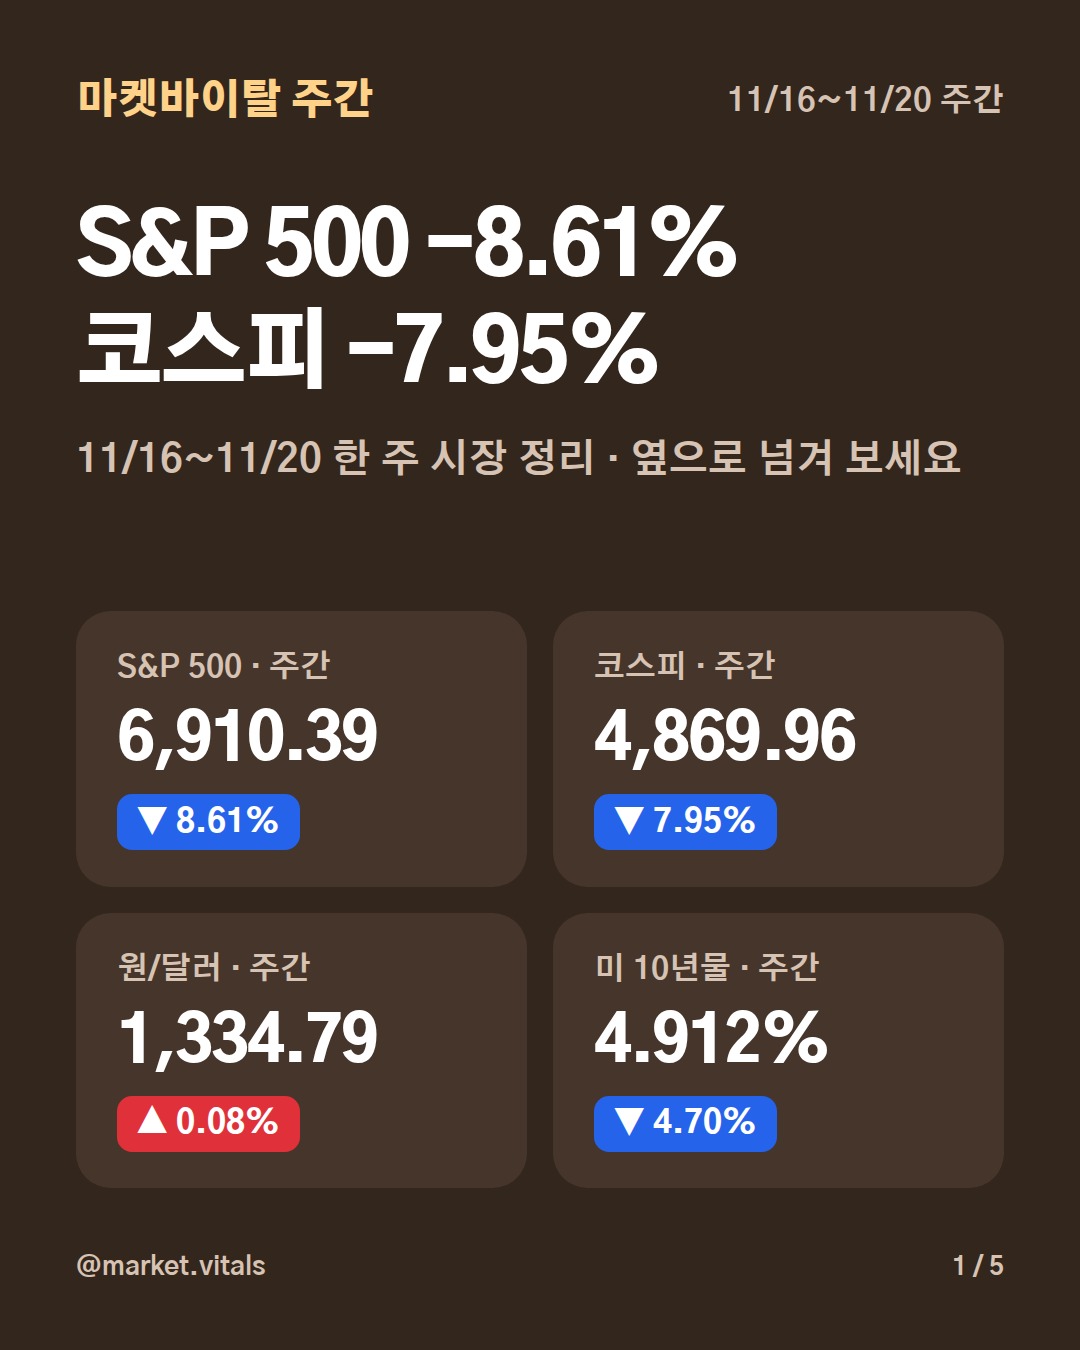 마켓바이탈 주간
11/16~11/20 주간
S&P 500 −8.61%
코스피 −7.95%
11/16~11/20 한 주 시장 정리 · 옆으로 넘겨 보세요
S&P 500 · 주간
6,910.39
▼ 8.61%
코스피 · 주간
4,869.96
▼ 7.95%
원/달러 · 주간
1,334.79
▲ 0.08%
미 10년물 · 주간
4.912%
▼ 4.70%
@market.vitals
1 / 5